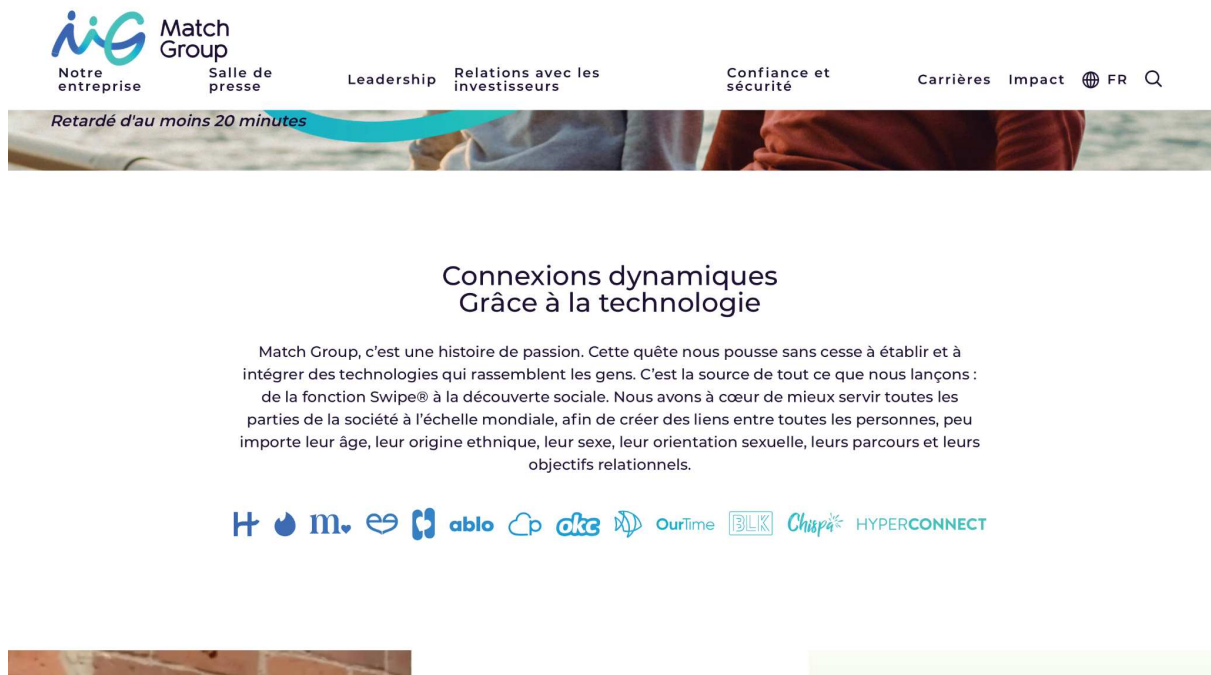 Match
Group
Notre
entreprise
Salle de
presse
Leadership
Relations avec les
investisseurs
Confiance et
sécurité
Carrières
Impact
FR
Retardé d'au moins 20 minutes
Connexions dynamiques
Grâce à la technologie
Match Group, c’est une histoire de passion. Cette quête nous pousse sans cesse à établir et à
intégrer des technologies qui rassemblent les gens. C’est la source de tout ce que nous lançons :
de la fonction Swipe® à la découverte sociale. Nous avons à cœur de mieux servir toutes les
parties de la société à l’échelle mondiale, afin de créer des liens entre toutes les personnes, peu
importe leur âge, leur origine ethnique, leur sexe, leur orientation sexuelle, leurs parcours et leurs
objectifs relationnels.
H m ablo okc OurTime BLK Chispa HYPERCONNECT